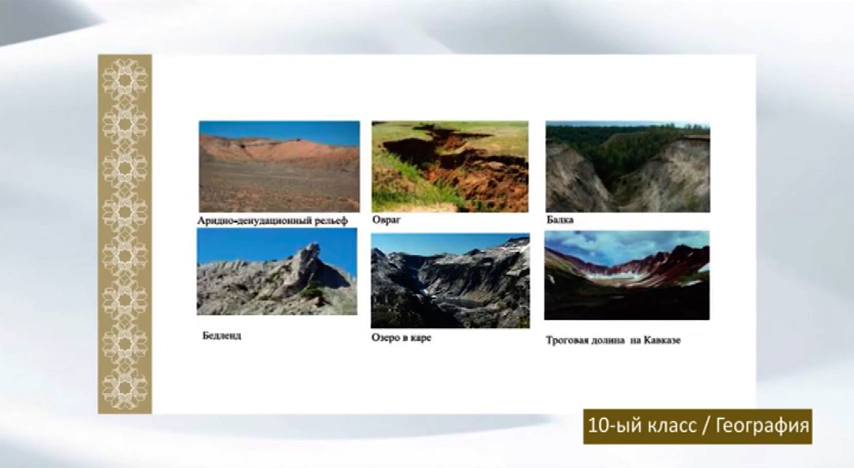 Аридно-денудационный рельеф
Овраг
Балка
Бедленд
Озеро в каре
Троговая долина на Кавказе
10-ый класс / География